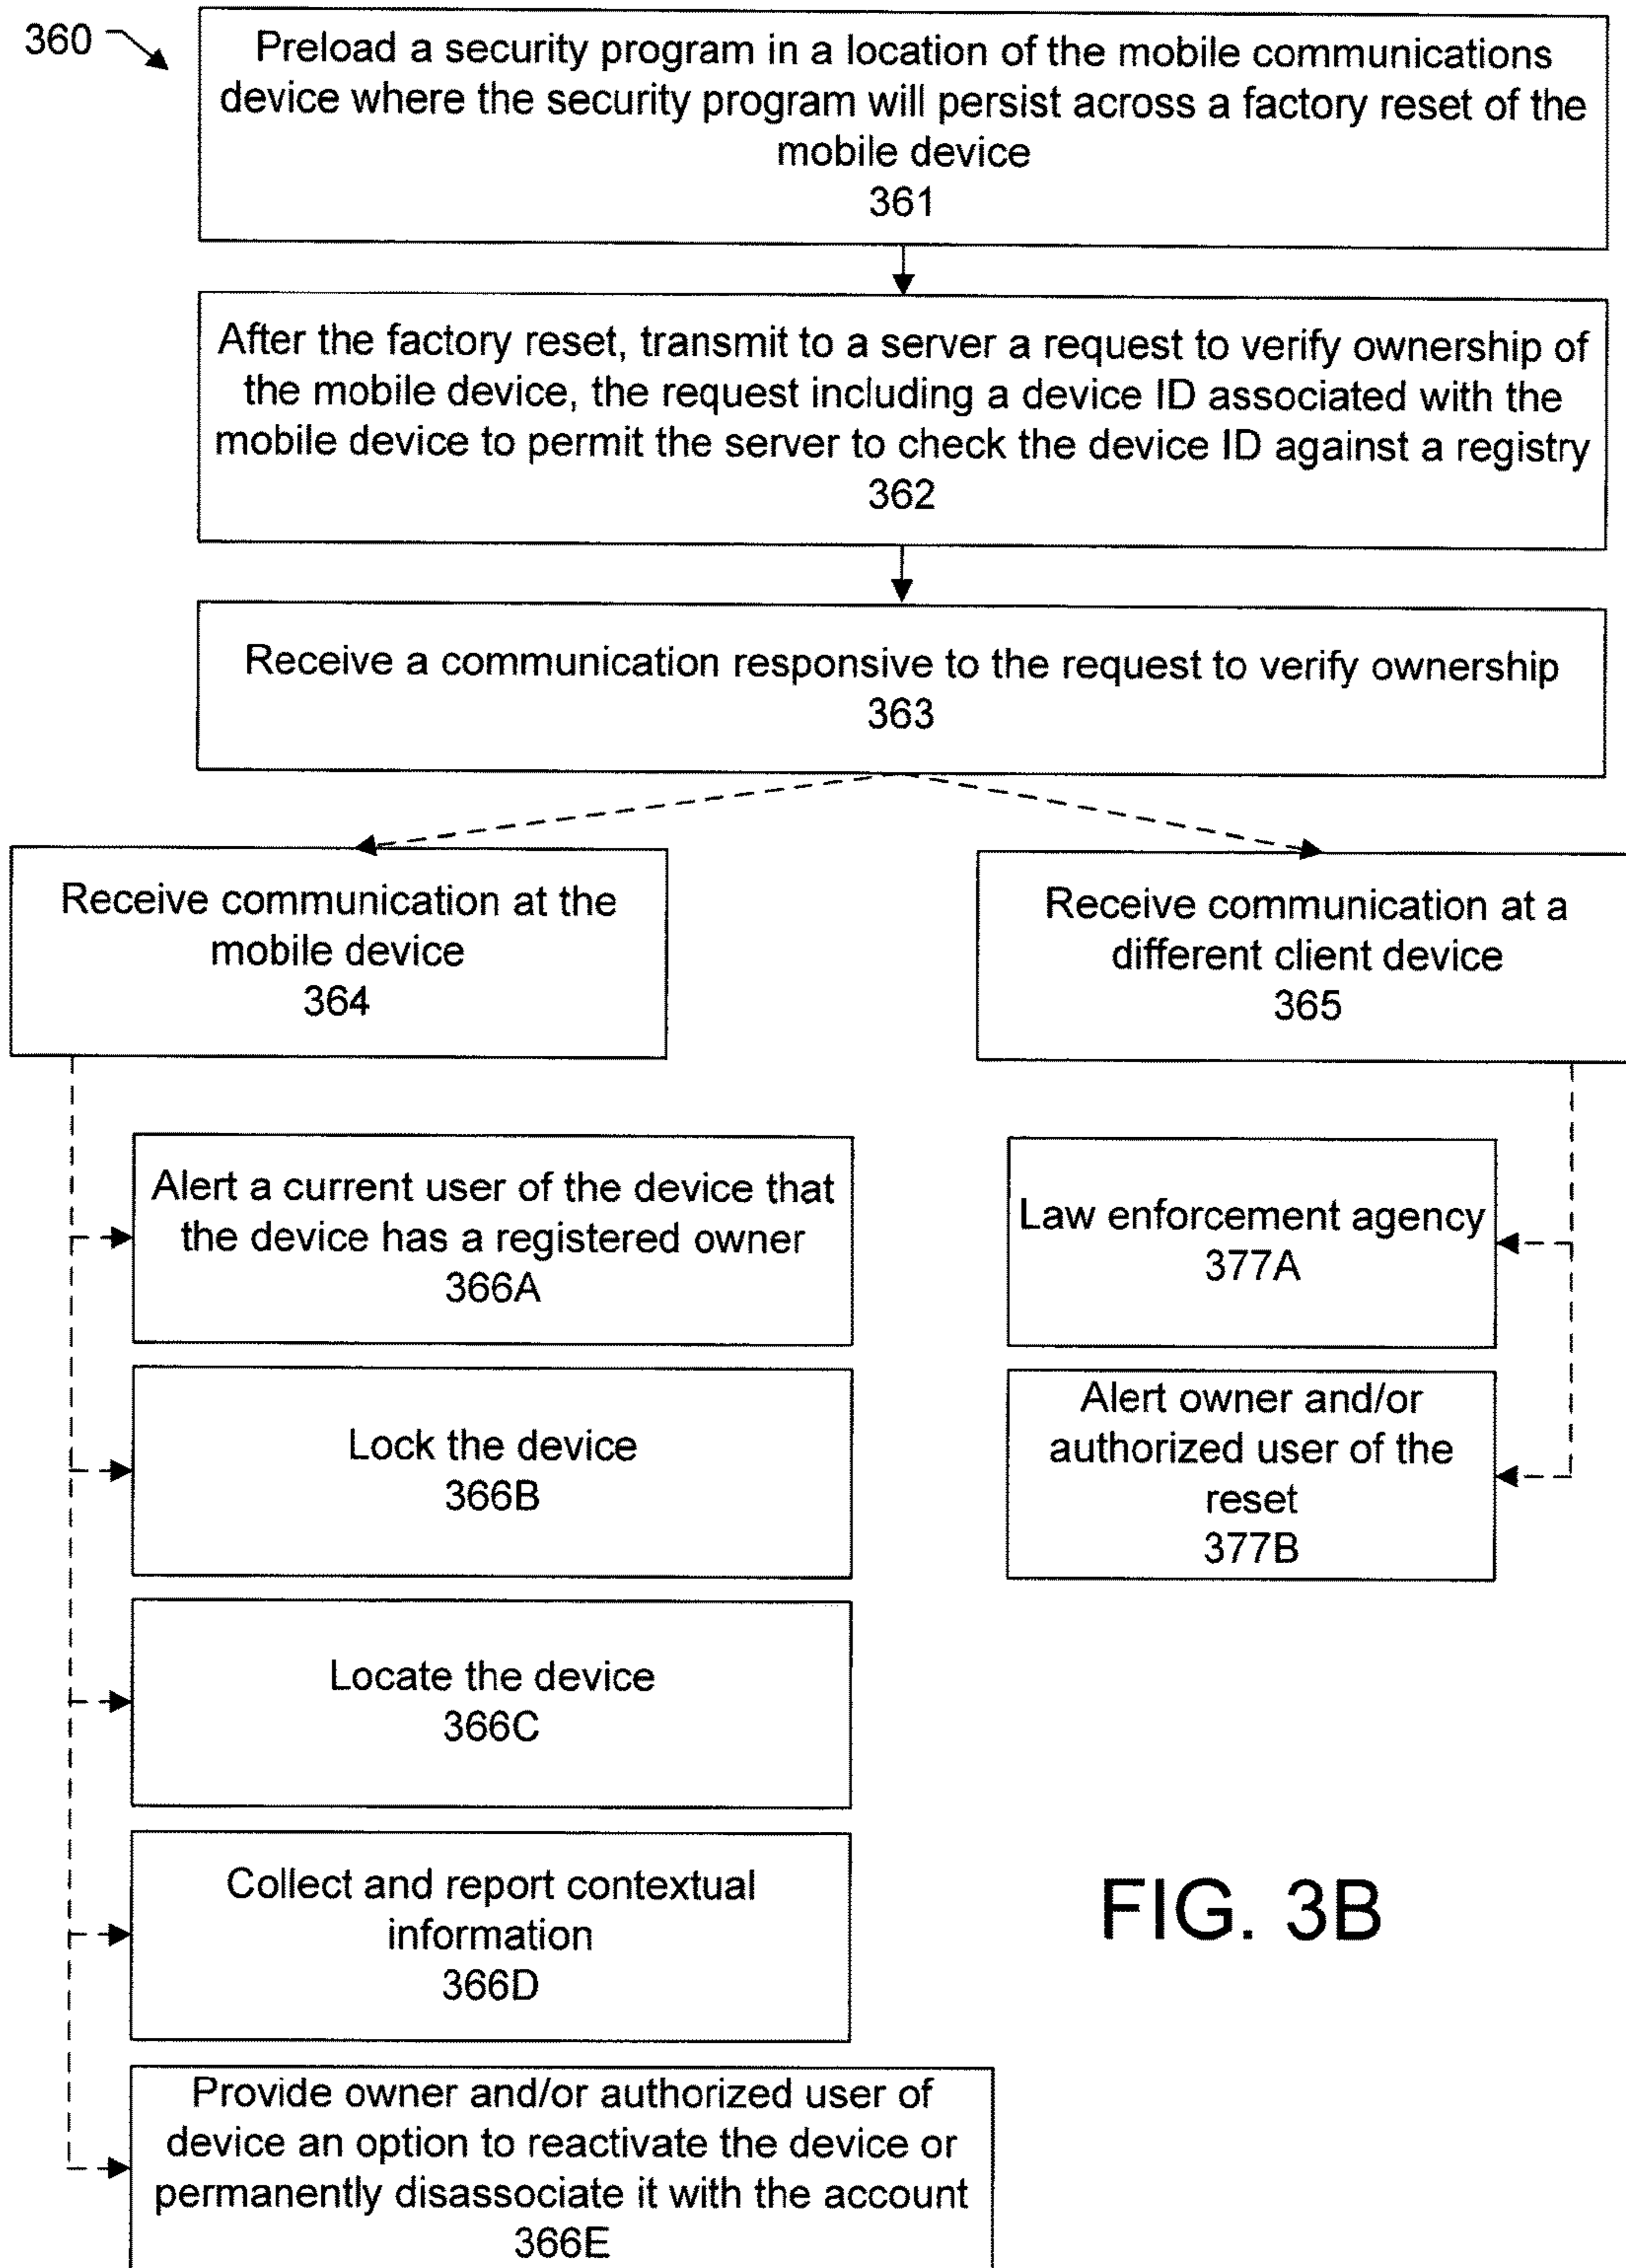 360
Preload a security program in a location of the mobile communications
device where the security program will persist across a factory reset of the
mobile device
361
After the factory reset, transmit to a server a request to verify ownership of
the mobile device, the request including a device ID associated with the
mobile device to permit the server to check the device ID against a registry
362
Receive a communication responsive to the request to verify ownership
363
Receive communication at the
mobile device
364
Receive communication at a
different client device
365
Alert a current user of the device that
the device has a registered owner
366A
Law enforcement agency
377A
Lock the device
366B
Alert owner and/or
authorized user of the
reset
377B
Locate the device
366C
Collect and report contextual
information
366D
FIG. 3B
Provide owner and/or authorized user of
device an option to reactivate the device or
permanently disassociate it with the account
366E